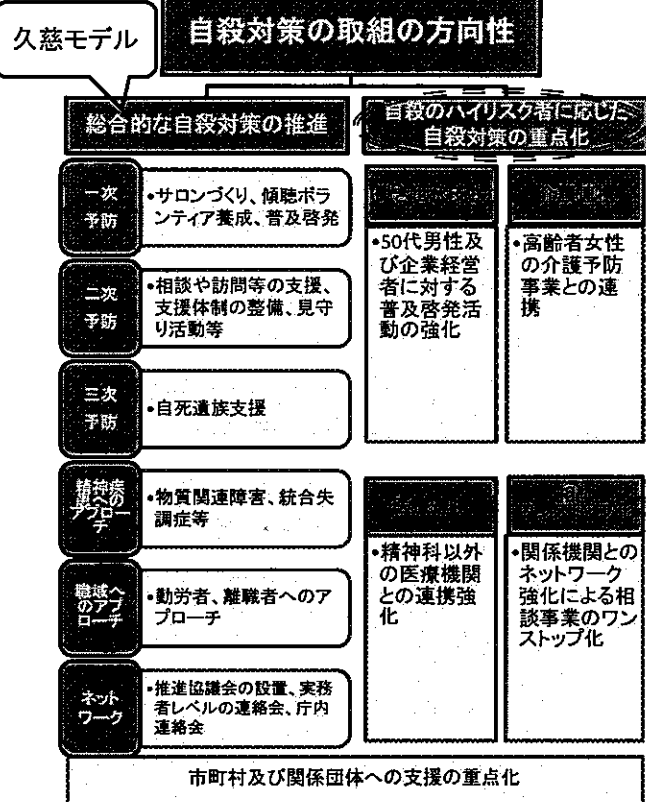 久慈モデル
自殺対策の取組の方向性
総合的な自殺対策の推進
自殺のハイリスク者に応じた
自殺対策の重点化
一次
予防
•サロンづくり、傾聴ボラ
ンティア養成、普及啓発
二次
予防
•相談や訪問等の支援、
支援体制の整備、見守
り活動等
三次
予防
•自死遺族支援
精神疾
患への
アプロー
チ
•物質関連障害、統合失
調症等
職域へ
のアプ
ローチ
•勤労者、離職者へのア
プローチ
ネット
ワーク
•推進協議会の設置、実務
者レベルの連絡会、庁内
連絡会
•50代男性及
び企業経営
者に対する
普及啓発活
動の強化
•高齢者女性
の介護予防
事業との連
携
•精神科以外
の医療機関
との連携強
化
•関係機関との
ネットワーク
強化による相
談事業のワン
ストップ化
市町村及び関係団体への支援の重点化